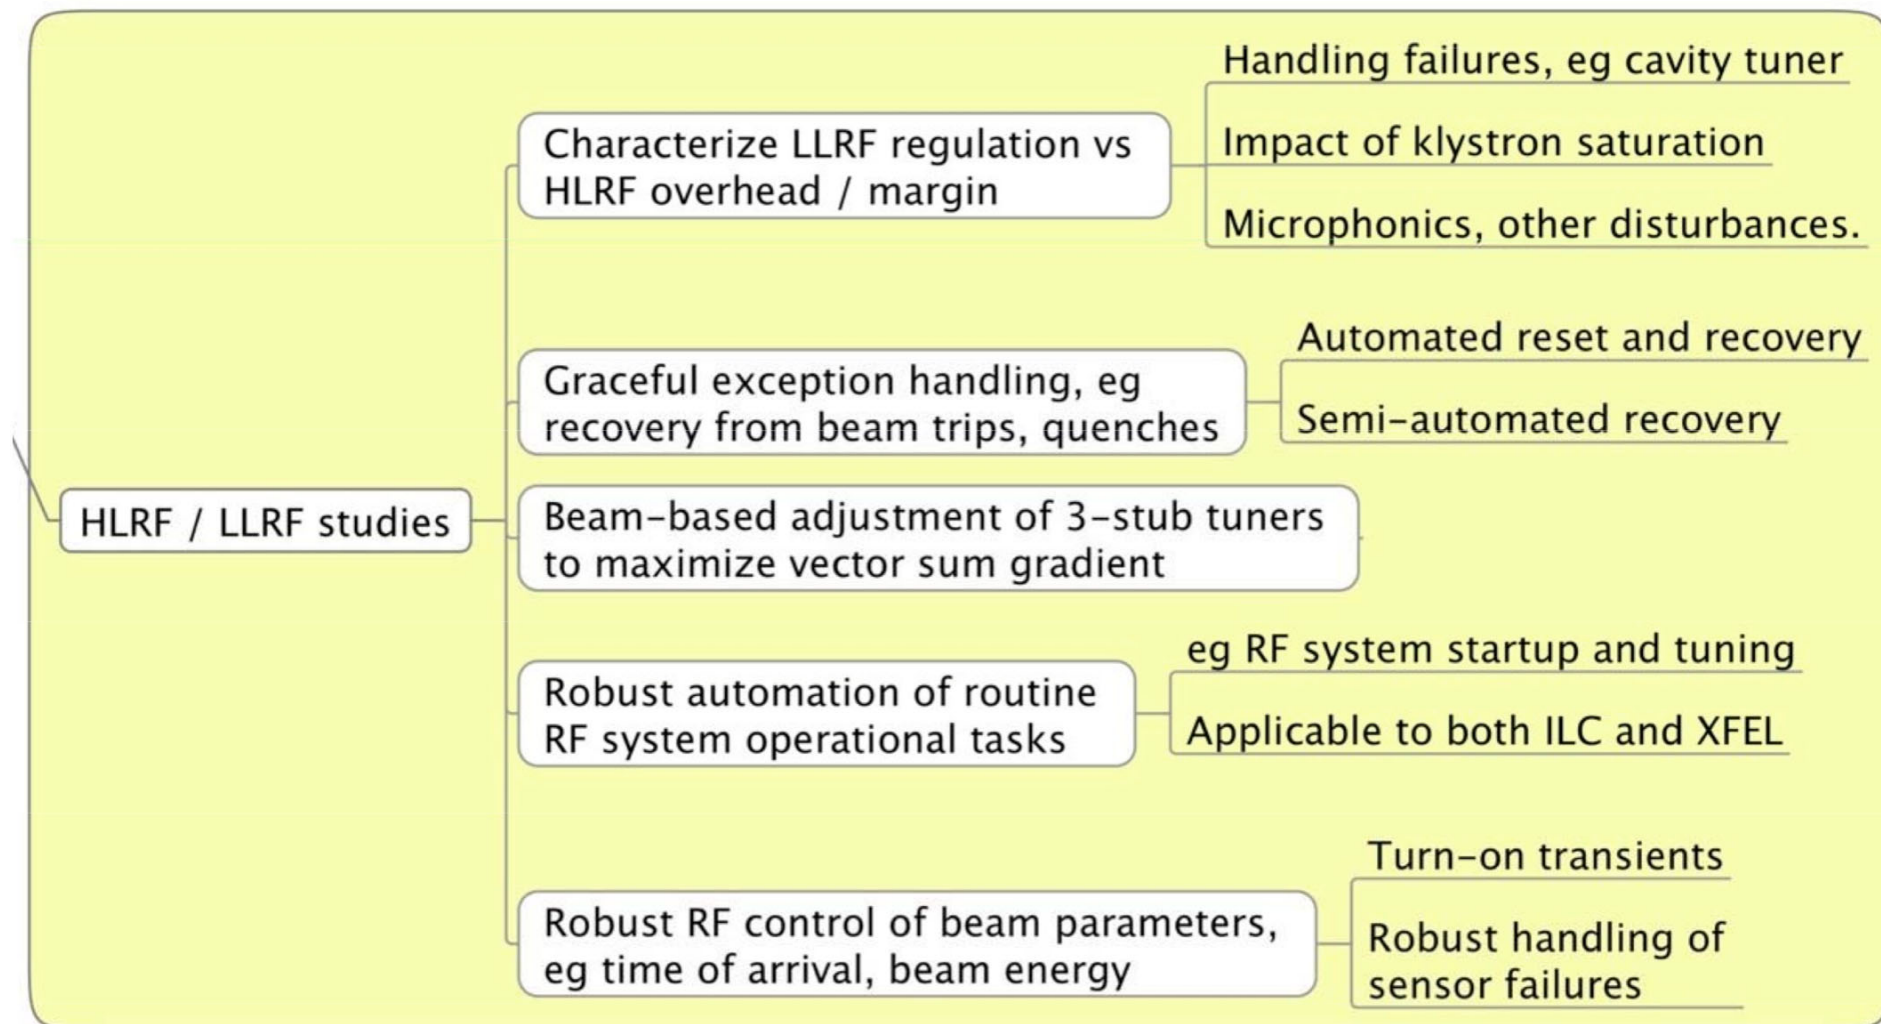 HLRF / LLRF studies
Characterize LLRF regulation vs
HLRF overhead / margin
Handling failures, eg cavity tuner
Impact of klystron saturation
Microphonics, other disturbances.
Graceful exception handling, eg
recovery from beam trips, quenches
Automated reset and recovery
Semi-automated recovery
Beam-based adjustment of 3-stub tuners
to maximize vector sum gradient
Robust automation of routine
RF system operational tasks
eg RF system startup and tuning
Applicable to both ILC and XFEL
Robust RF control of beam parameters,
eg time of arrival, beam energy
Turn-on transients
Robust handling of
sensor failures